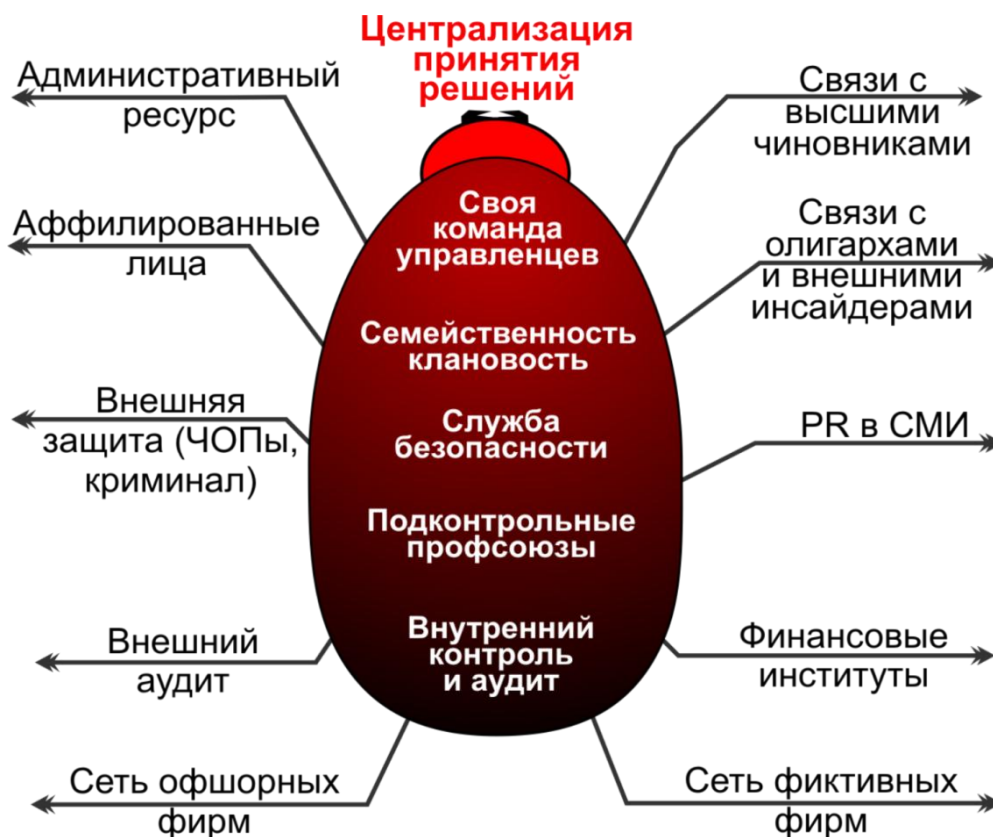 Централизация
принятия
решений
Административный
ресурс
Аффилированные
лица
Внешняя
защита (ЧОПы,
криминал)
Внешний
аудит
Сеть офшорных
фирм
Своя
команда
управленцев
Семейственность
клановость
Служба
безопасности
Подконтрольные
профсоюзы
Внутренний
контроль
и аудит
Связи с
высшими
чиновниками
Связи с
олигархами
и внешними
инсайдерами
PR в СМИ
Финансовые
институты
Сеть фиктивных
фирм